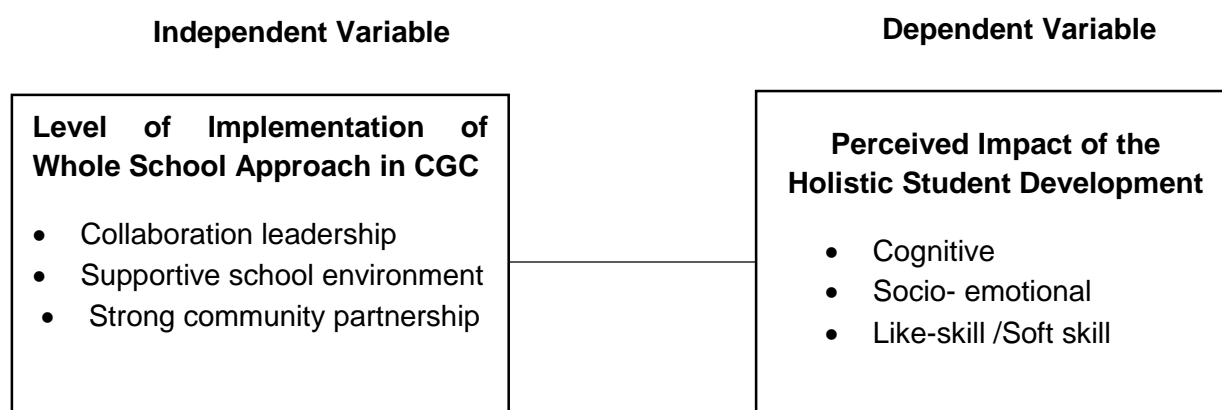 Independent Variable
Dependent Variable
Level of Implementation of
Whole School Approach in CGC
• Collaboration leadership
• Supportive school environment
• Strong community partnership
Perceived Impact of the
Holistic Student Development
• Cognitive
• Socio- emotional
• Like-skill /Soft skill